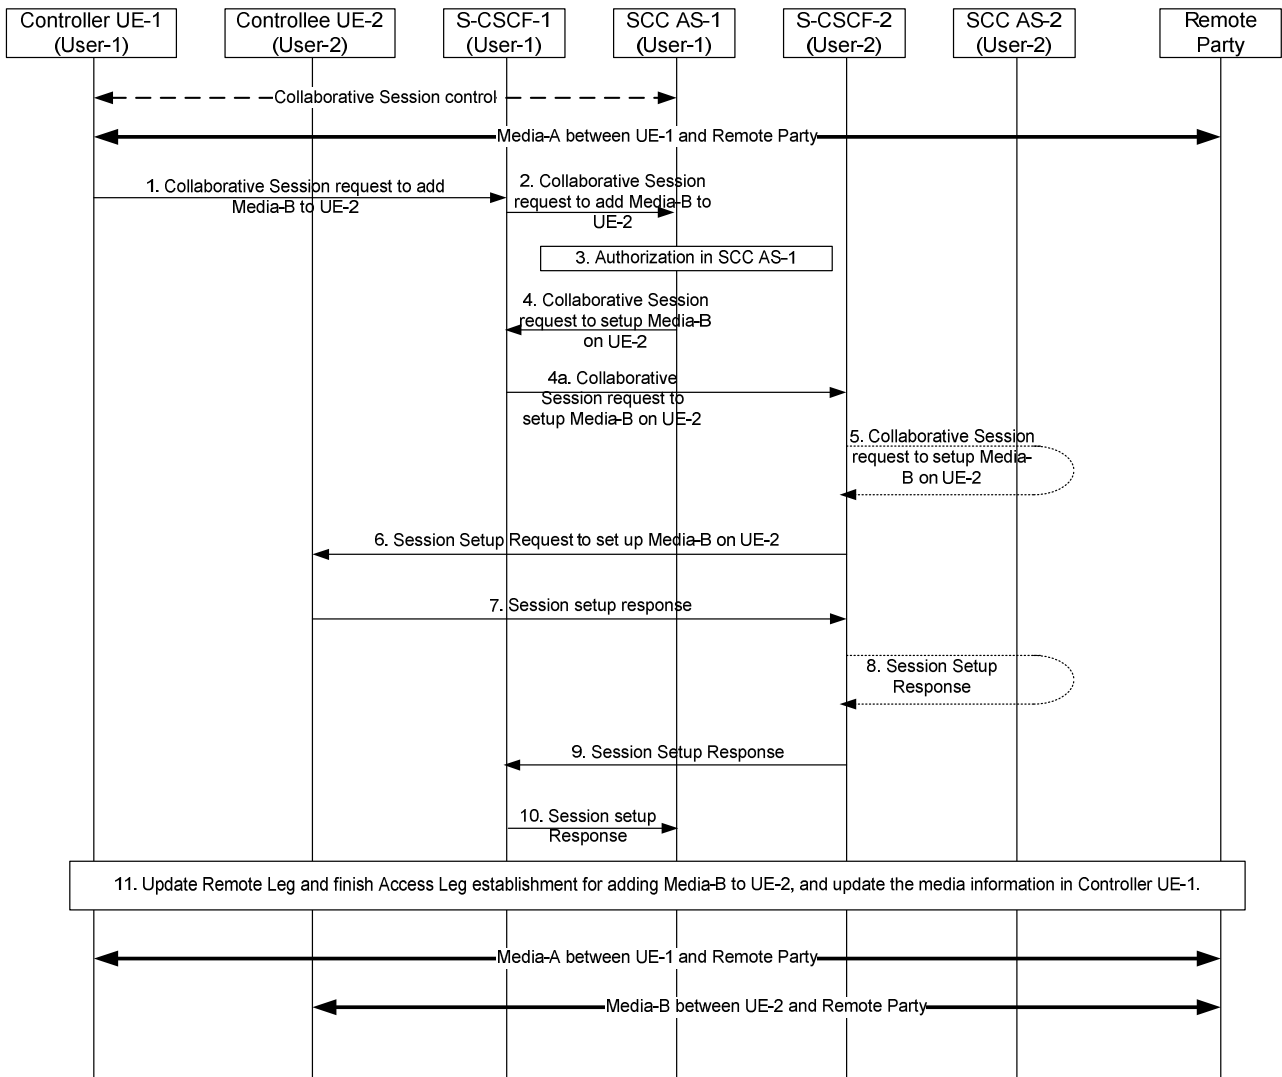 Controller UE-1
(User-1)
Controllee UE-2
(User-2)
S-CSCF-1
(User-1)
SCC AS-1
(User-1)
S-CSCF-2
(User-2)
SCC AS-2
(User-2)
Remote
Party
Collaborative Session control
Media-A between UE-1 and Remote Party
1. Collaborative Session request to add
Media-B to UE-2
2. Collaborative Session
request to add Media-B to
UE-2
3. Authorization in SCC AS-1
4. Collaborative Session
request to setup Media-B
on UE-2
4a. Collaborative
Session request to
setup Media-B on UE-2
5. Collaborative Session
request to setup Media-
B on UE-2
6. Session Setup Request to set up Media-B on UE-2
7. Session setup response
8. Session Setup
Response
9. Session Setup Response
10. Session setup
Response
11. Update Remote Leg and finish Access Leg establishment for adding Media-B to UE-2, and update the media information in Controller UE-1.
Media-A between UE-1 and Remote Party
Media-B between UE-2 and Remote Party